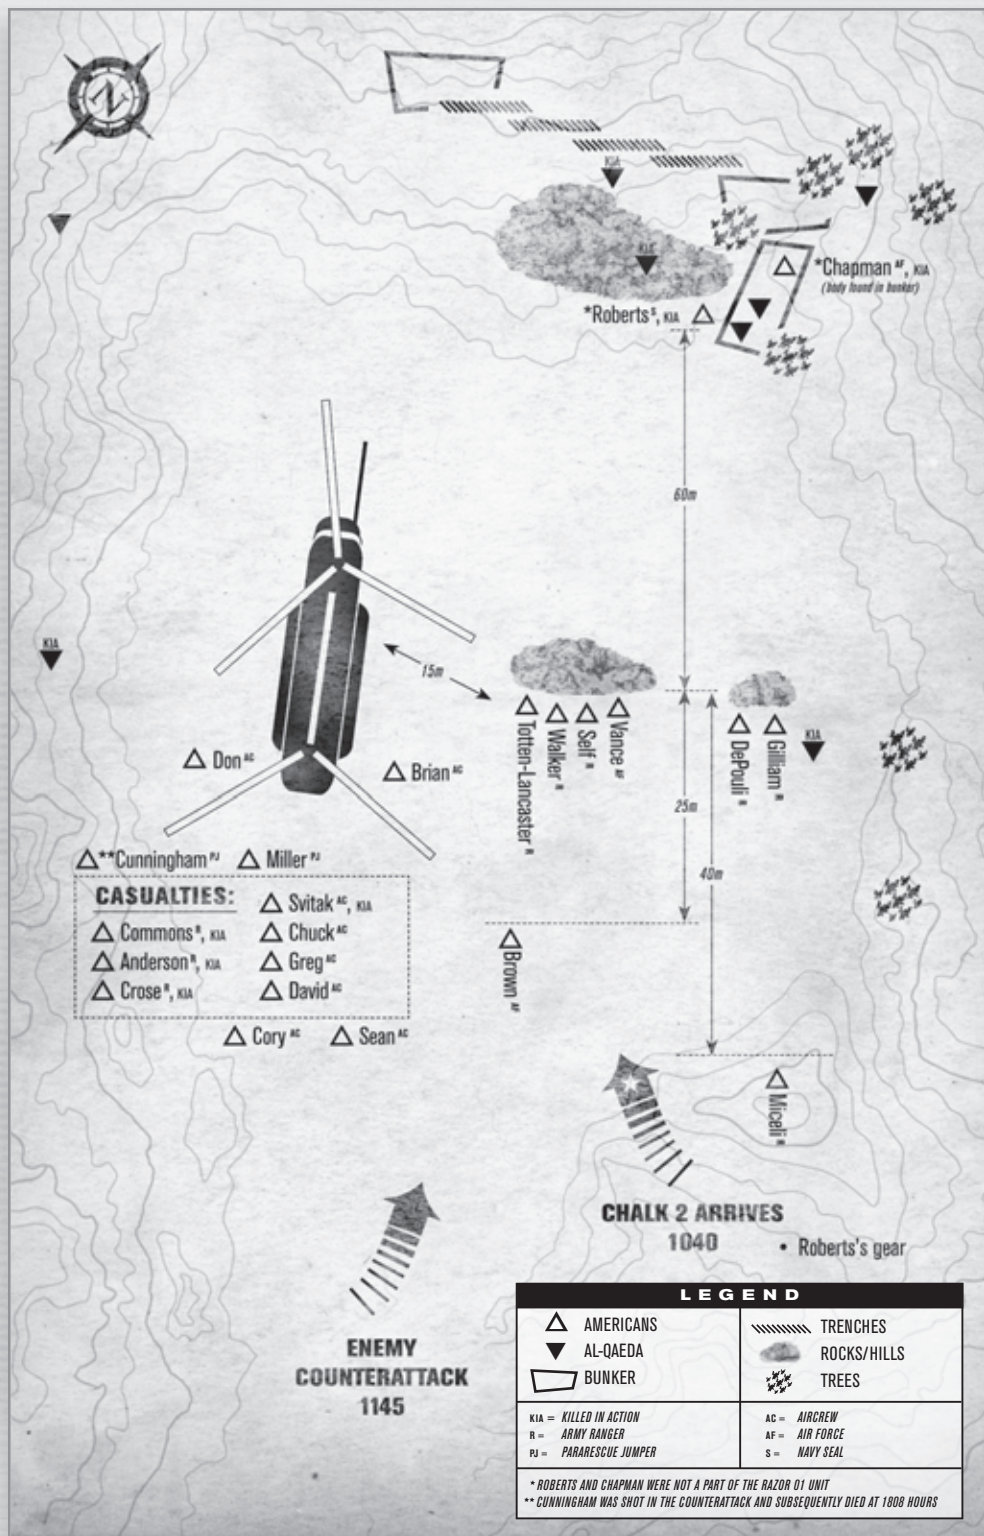 N
KIA
KIA
*Chapman AF, KIA
(body found in bunker)
*Roberts S, KIA
60m
KIA
15m
Totten-Lancaster R
Walker R
Self R
Vance AF
DePouli R
Gilliam R
KIA
Don AC
Brian AC
25m
40m
**Cunningham PJ
Miller PJ
CASUALTIES:
Svitak AC, KIA
Commons R, KIA
Chuck AC
Anderson R, KIA
Greg AC
Crose R, KIA
David AC
Brown AF
Cory AC
Sean AC
Miceli R
CHALK 2 ARRIVES
1040
• Roberts's gear
ENEMY
COUNTERATTACK
1145
LEGEND
AMERICANS
AL-QAEDA
BUNKER
TRENCHES
ROCKS/HILLS
TREES
KIA = KILLED IN ACTION
R = ARMY RANGER
PJ = PARARESCUE JUMPER
AC = AIRCREW
AF = AIR FORCE
S = NAVY SEAL
* ROBERTS AND CHAPMAN WERE NOT A PART OF THE RAZOR 01 UNIT
** CUNNINGHAM WAS SHOT IN THE COUNTERATTACK AND SUBSEQUENTLY DIED AT 1808 HOURS